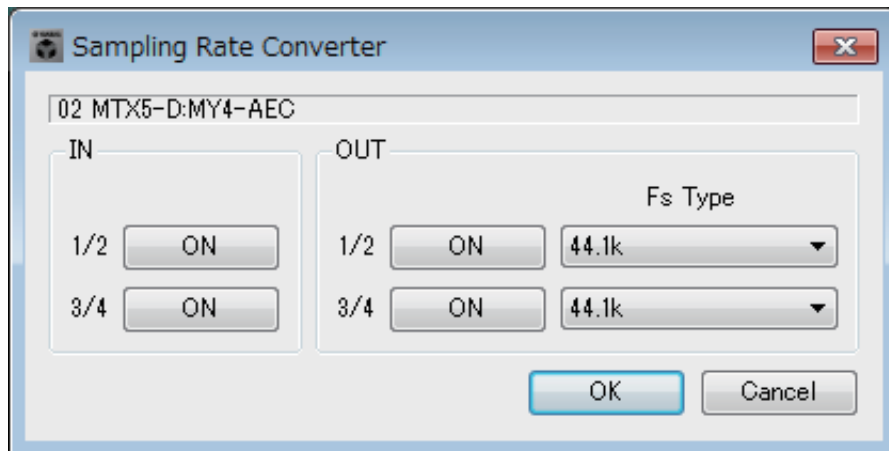 Sampling Rate Converter
02 MTX5-D:MY4-AEC
IN
1/2 ON
3/4 ON
OUT
Fs Type
1/2 ON 44.1k
3/4 ON 44.1k
OK Cancel